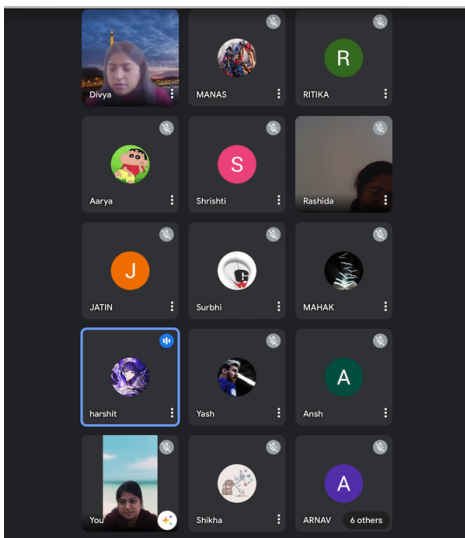 Divya MANAS R RITIKA
Aarya S Shrishti Rashida
J JATIN Surbhi MAHAK
harshit Yash A Ansh
You Shikha A ARNAV 6 others